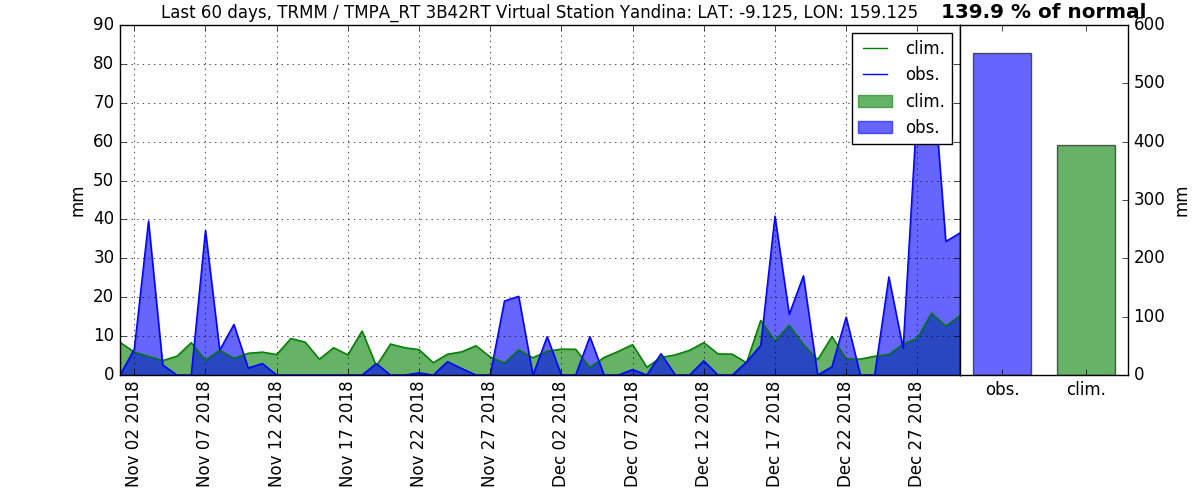 Last 60 days, TRMM / TMPA_RT 3B42RT Virtual Station Yandina: LAT: -9.125, LON: 159.125
139.9 % of normal
90
80
70
60
50
40
30
20
10
0
mm
clim.
obs.
clim.
obs.
600
500
400
300
200
100
0
mm
obs.
clim.
Nov 02 2018
Nov 07 2018
Nov 12 2018
Nov 17 2018
Nov 22 2018
Nov 27 2018
Dec 02 2018
Dec 07 2018
Dec 12 2018
Dec 17 2018
Dec 22 2018
Dec 27 2018